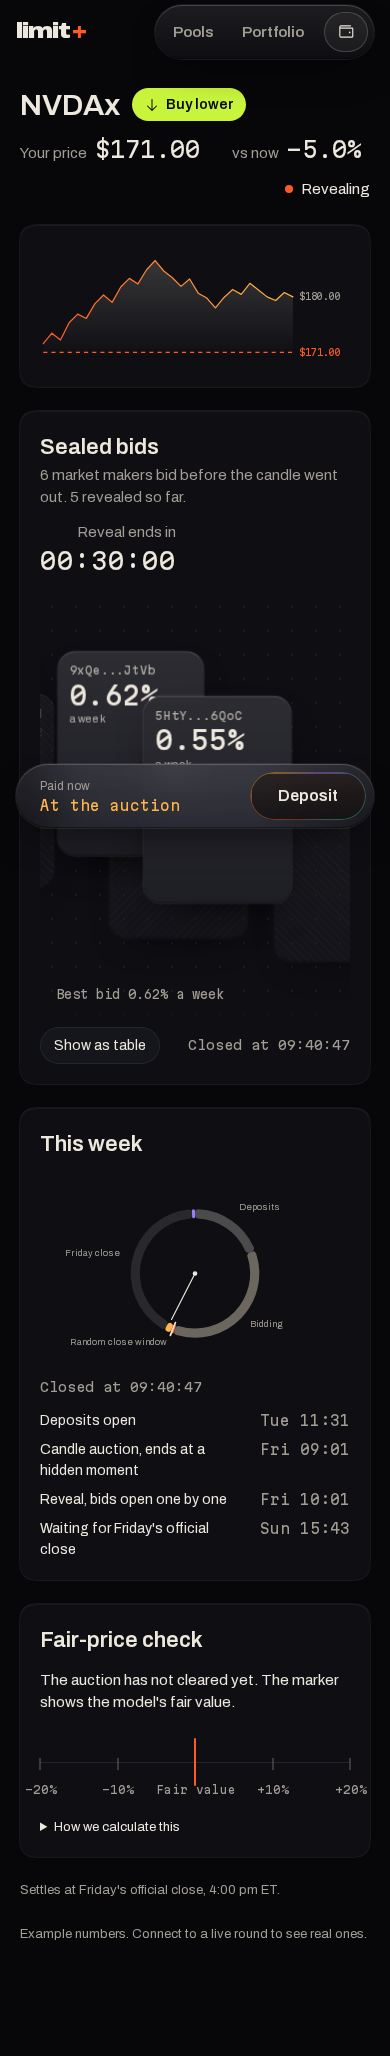 limit+
Pools Portfolio
NVDAx ↓ Buy lower
Your price $171.00 vs now −5.0%
Revealing
$180.00
$171.00
Sealed bids
6 market makers bid before the candle went
out. 5 revealed so far.
Reveal ends in
00:30:00
9xQe...JtVb
0.62%
a week
5HtY...6QoC
0.55%
Paid now
At the auction
Deposit
Best bid 0.62% a week
Show as table Closed at 09:40:47
This week
Deposits
Friday close
Bidding
Random close window
Closed at 09:40:47
Deposits open Tue 11:31
Candle auction, ends at a Fri 09:01
hidden moment
Reveal, bids open one by one Fri 10:01
Waiting for Friday's official Sun 15:43
close
Fair-price check
The auction has not cleared yet. The marker
shows the model's fair value.
−20% −10% Fair value +10% +20%
How we calculate this
Settles at Friday's official close, 4:00 pm ET.
Example numbers. Connect to a live round to see real ones.